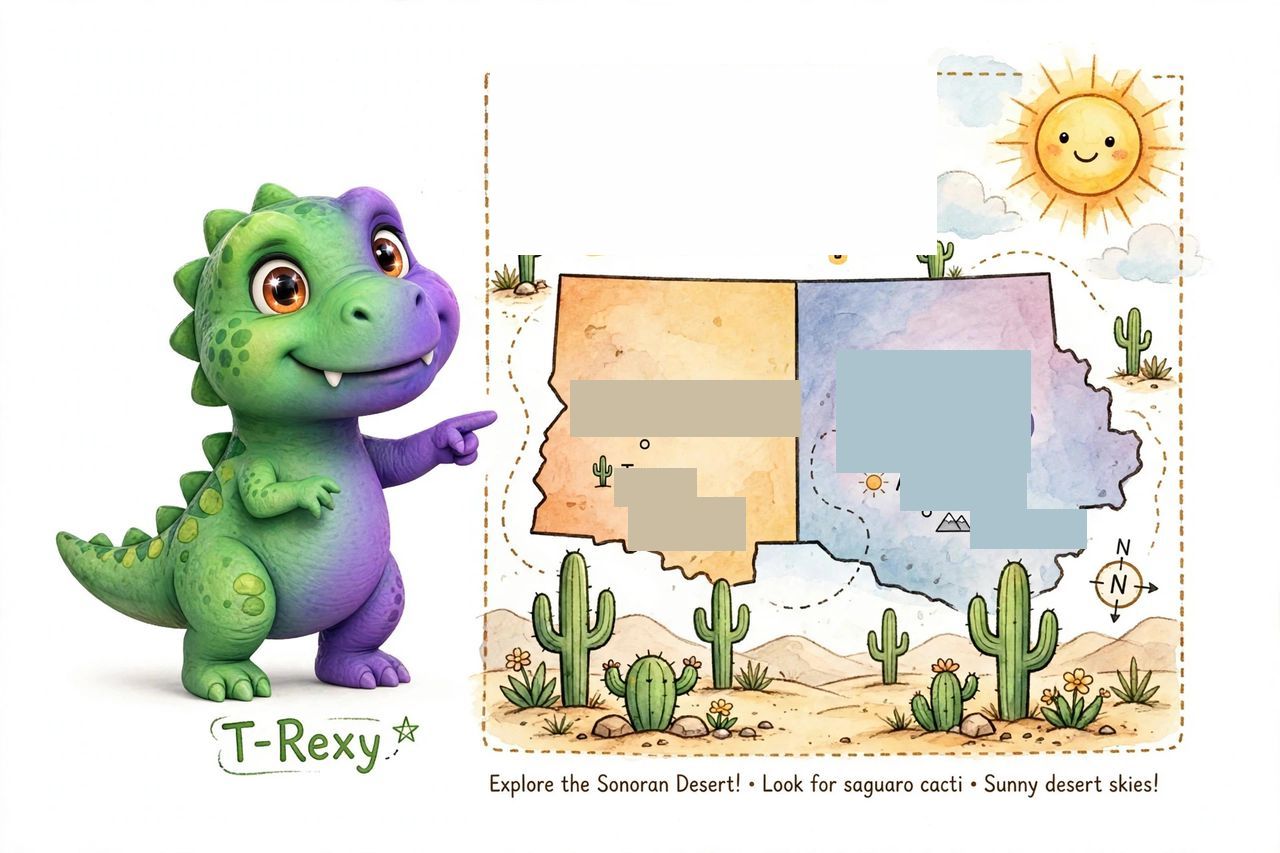 N
N
T-Rexy
Explore the Sonoran Desert! • Look for saguaro cacti • Sunny desert skies!